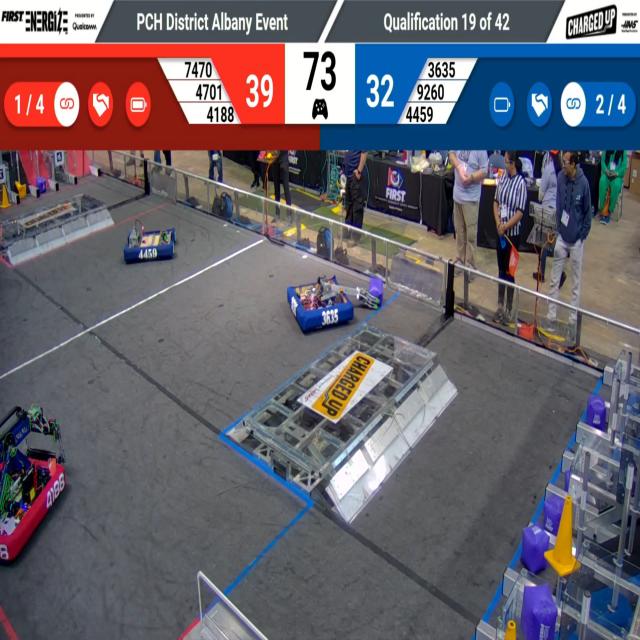 FIRST ENERGIZE PRESENTED BY Qualcomm
PCH District Albany Event
Qualification 19 of 42
CHARGED UP
1 / 4
7470
4701
4188
39
73
32
3635
9260
4459
2 / 4
FIRST
4459
3635
CHARGED UP